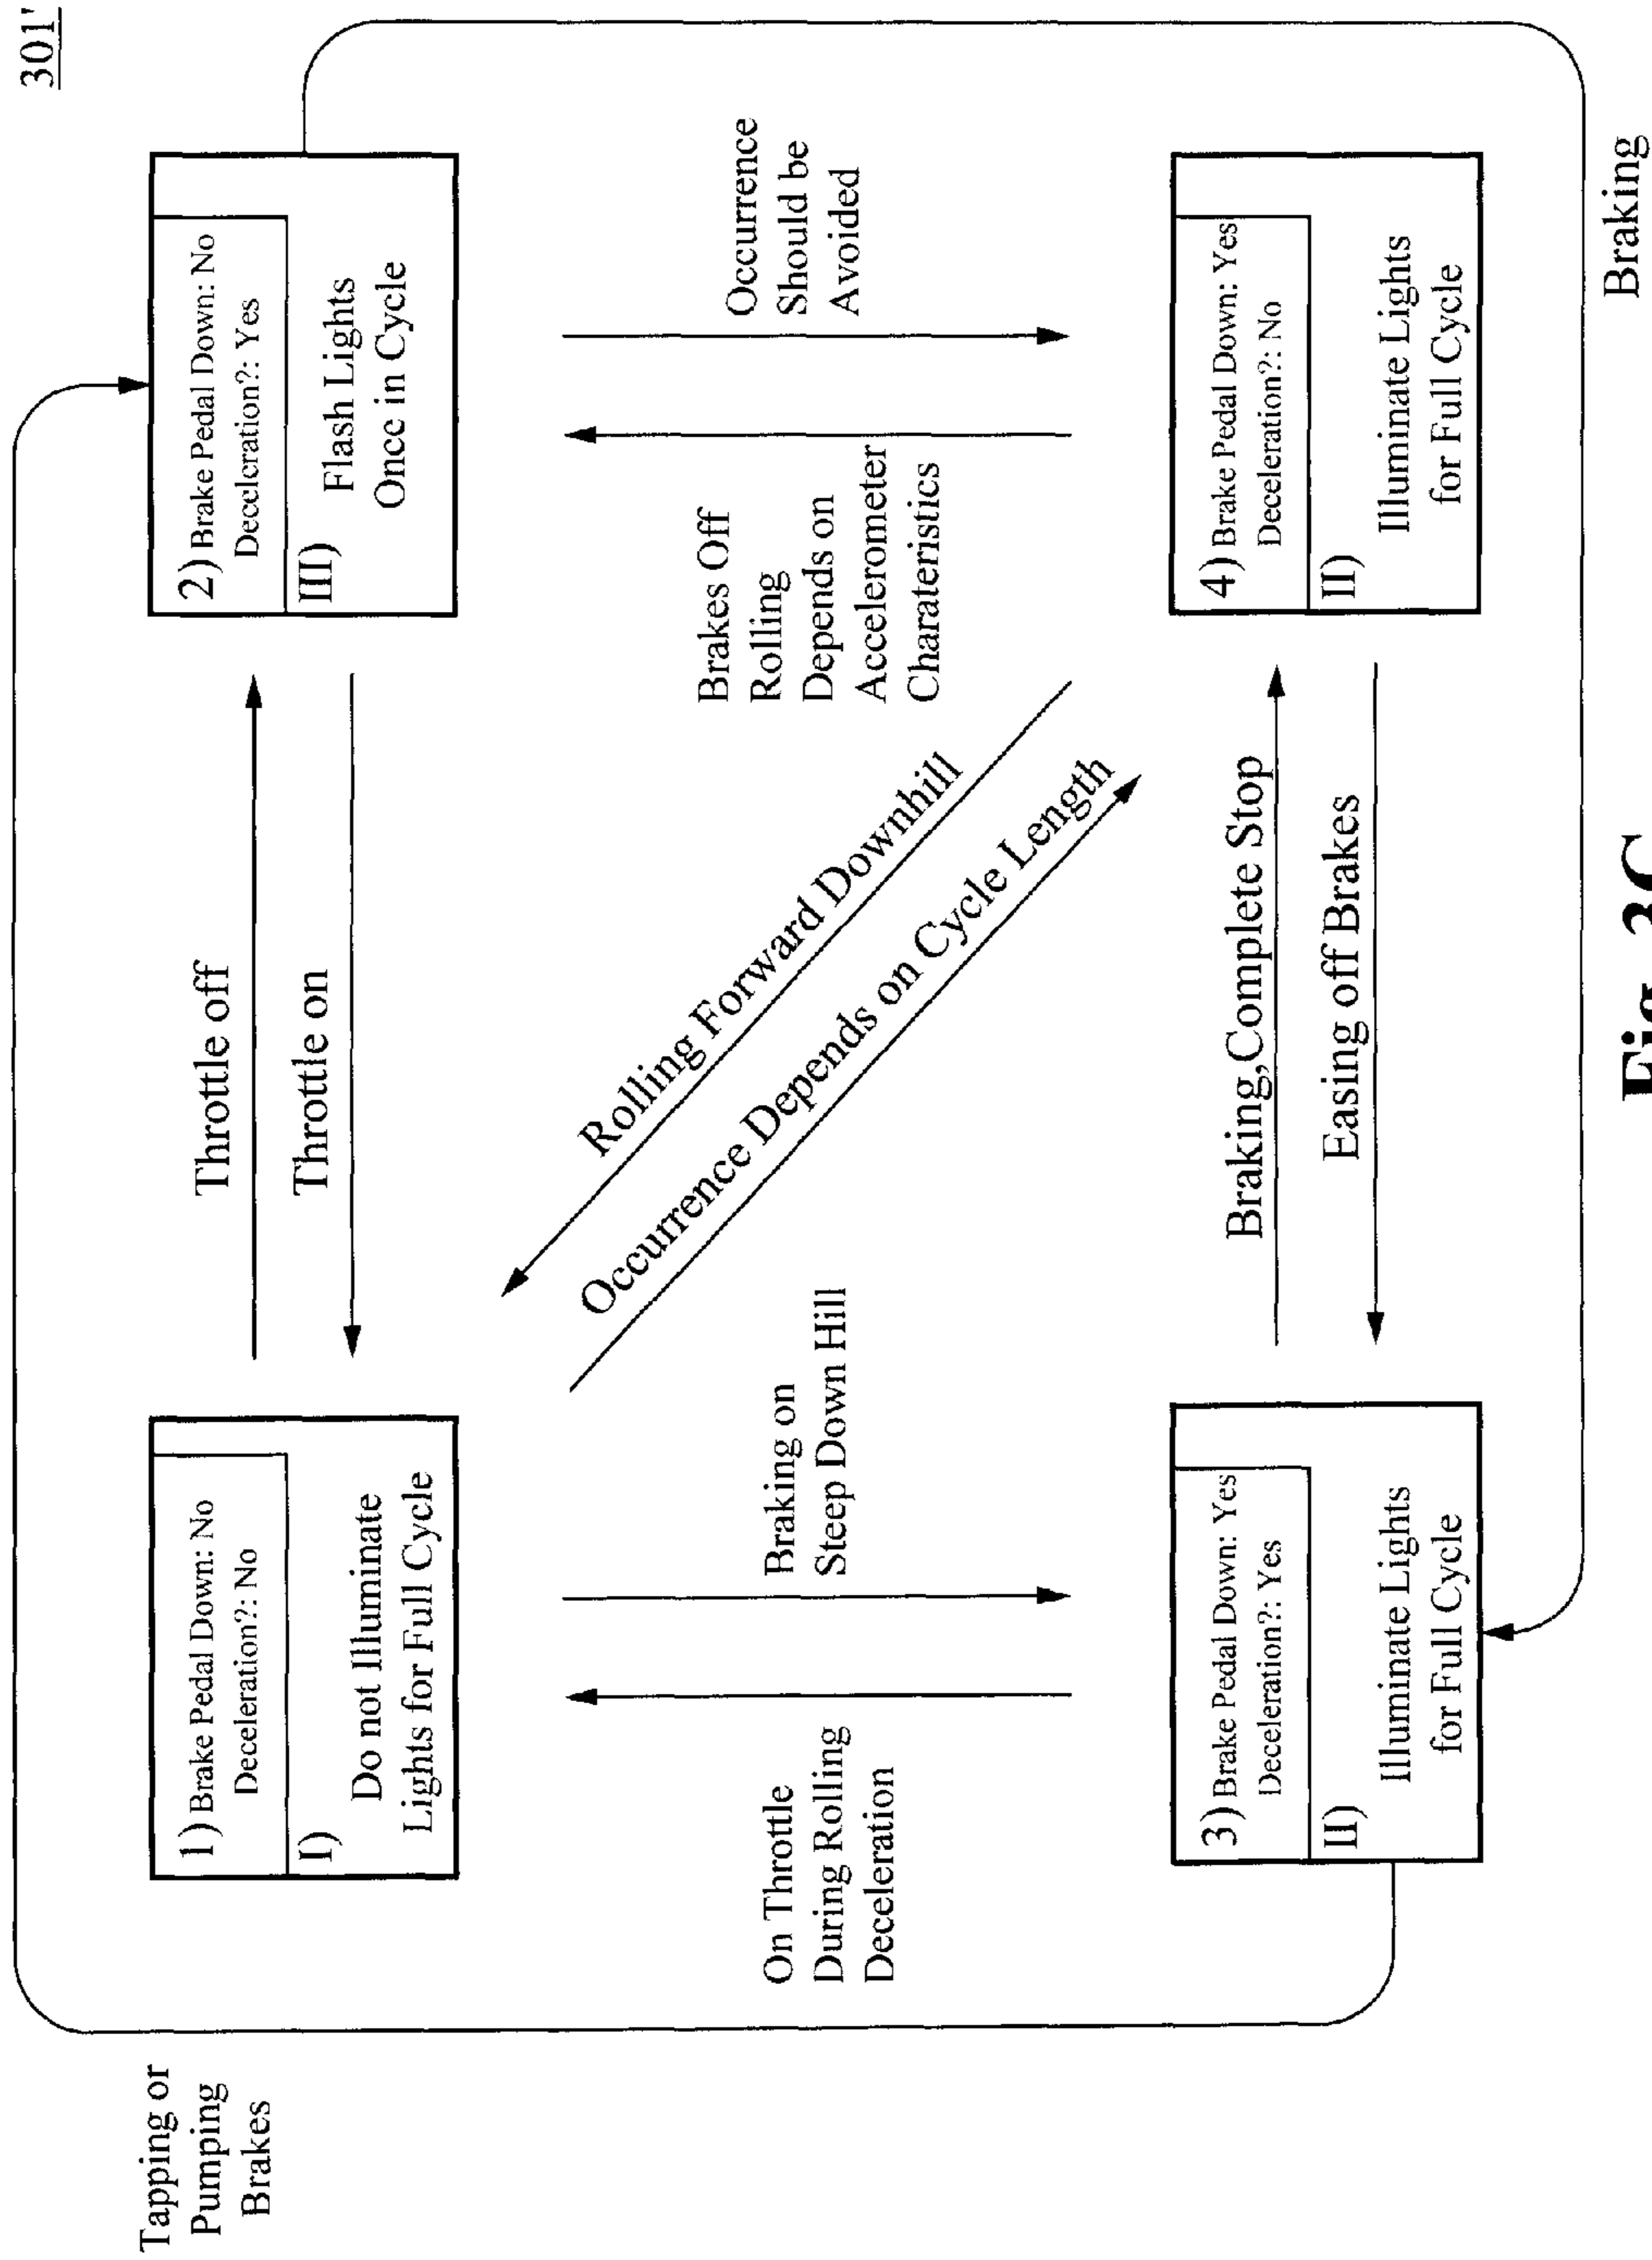 301'
Tapping or
Pumping
Brakes
1) Brake Pedal Down: No
Deceleration?: No
I)
Do not Illuminate
Lights for Full Cycle
Throttle off
Throttle on
2) Brake Pedal Down: No
Deceleration?: Yes
III)
Flash Lights
Once in Cycle
On Throttle
During Rolling
Deceleration
Braking on
Steep Down Hill
Rolling Forward Downhill
Occurrence Depends on Cycle Length
Brakes Off
Rolling
Depends on
Accelerometer
Charateristics
Occurrence
Should be
Avoided
3) Brake Pedal Down: Yes
Deceleration?: Yes
II)
Illuminate Lights
for Full Cycle
Braking,Complete Stop
Easing off Brakes
4) Brake Pedal Down: Yes
Deceleration?: No
II)
Illuminate Lights
for Full Cycle
Braking
Fig. 3C